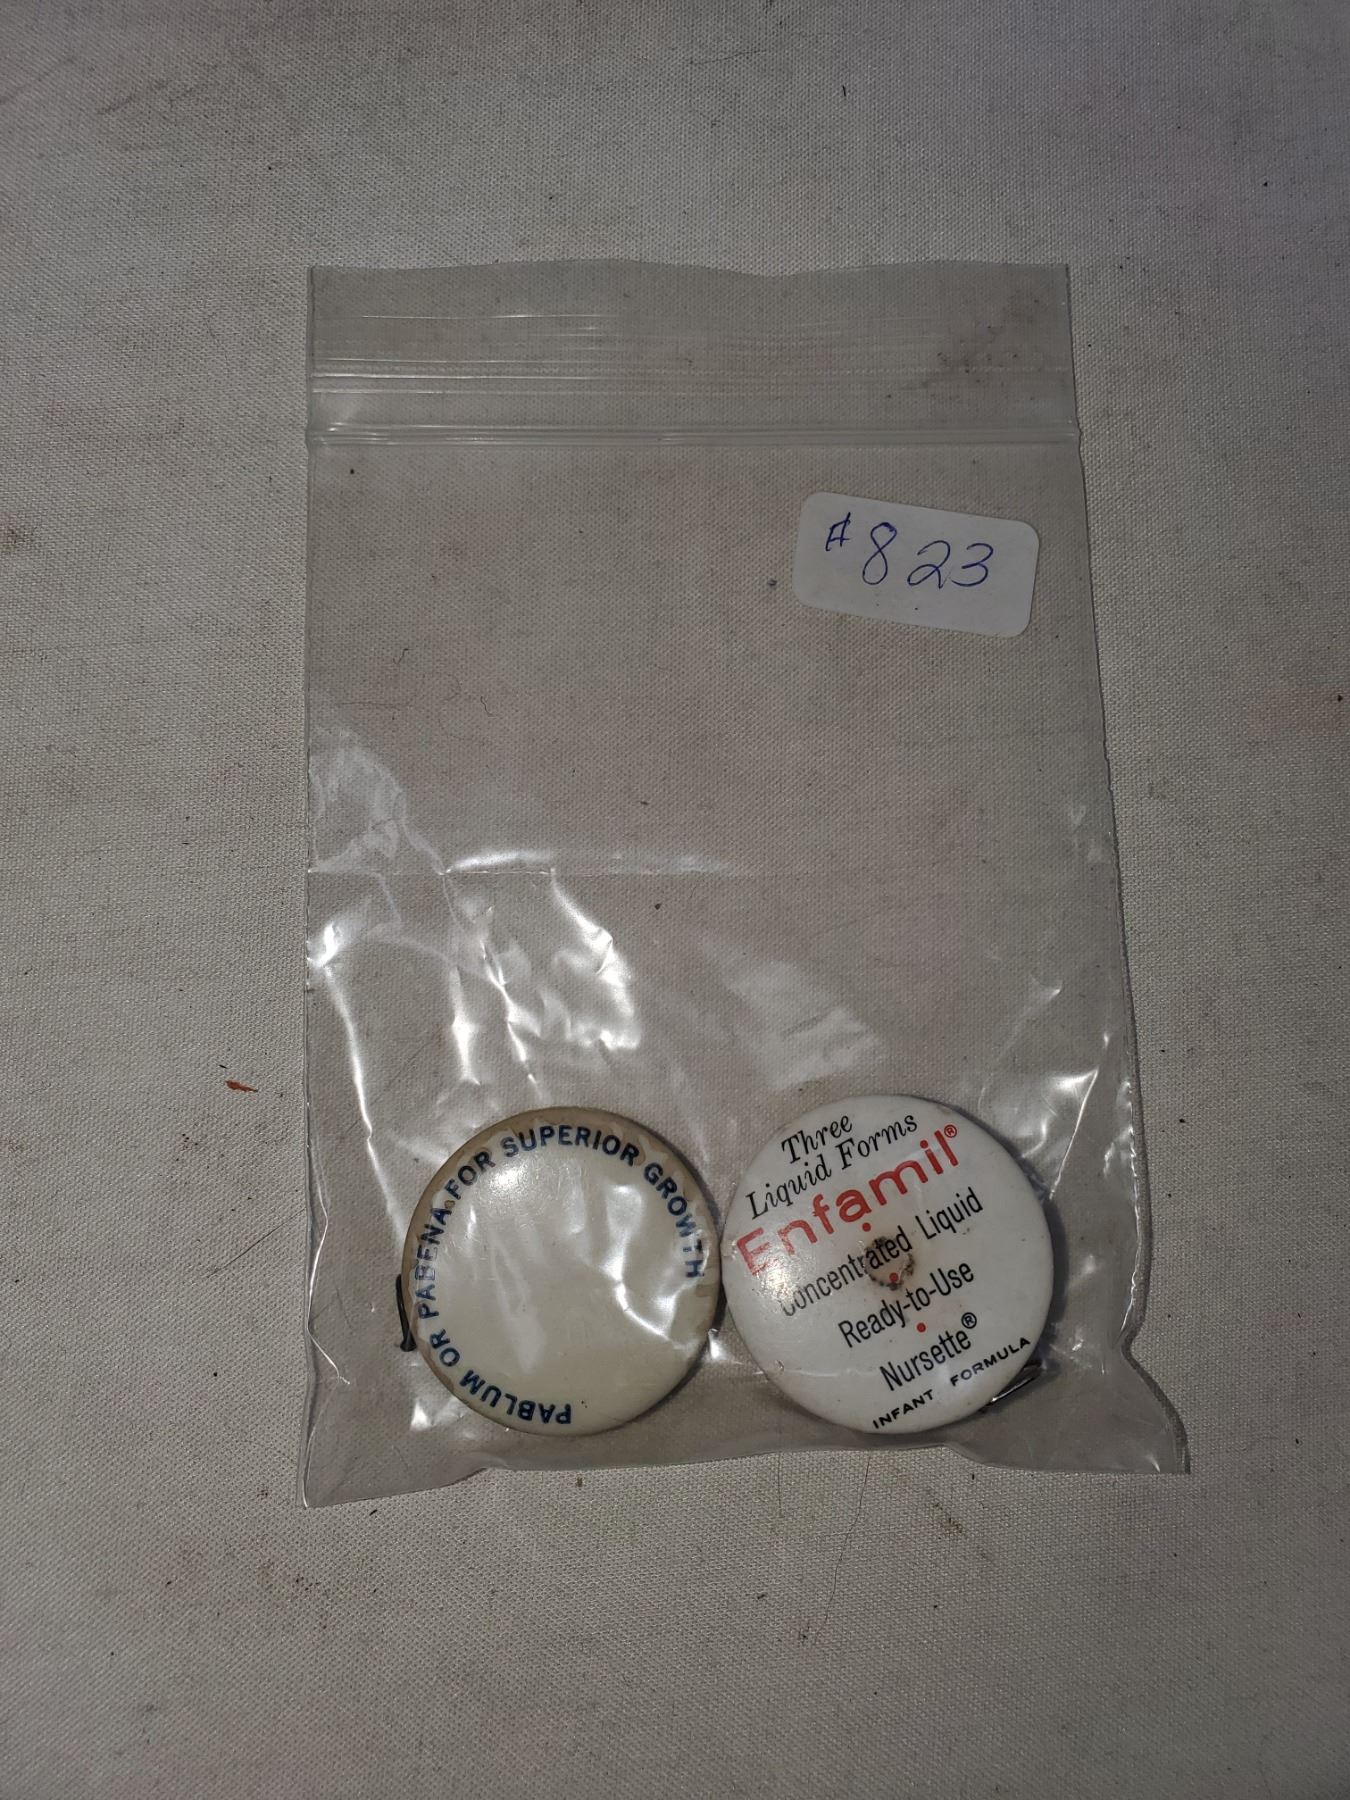 #823
PABLUM OR PABENA FOR SUPERIOR GROWTH
Three
Liquid Forms
Enfamil®
Concentrated Liquid
Ready-to-Use
Nursette®
INFANT FORMULA